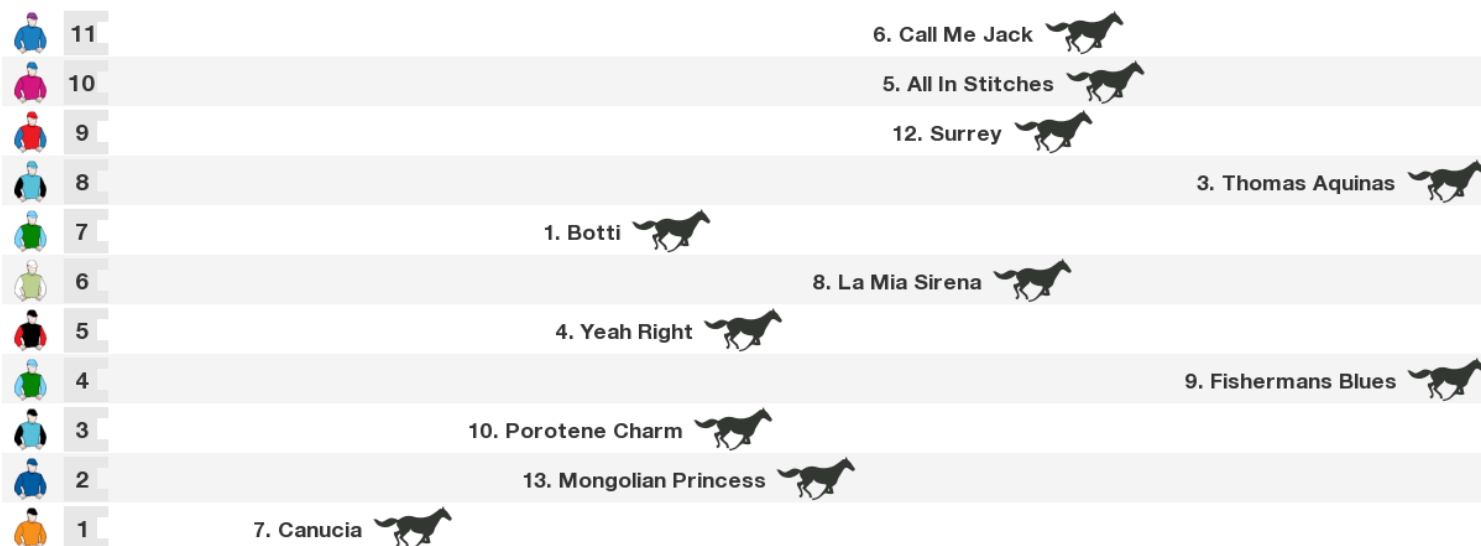 11 6. Call Me Jack
10 5. All In Stitches
9 12. Surrey
8 3. Thomas Aquinas
7 1. Botti
6 8. La Mia Sirena
5 4. Yeah Right
4 9. Fishermans Blues
3 10. Porotene Charm
2 13. Mongolian Princess
1 7. Canucia